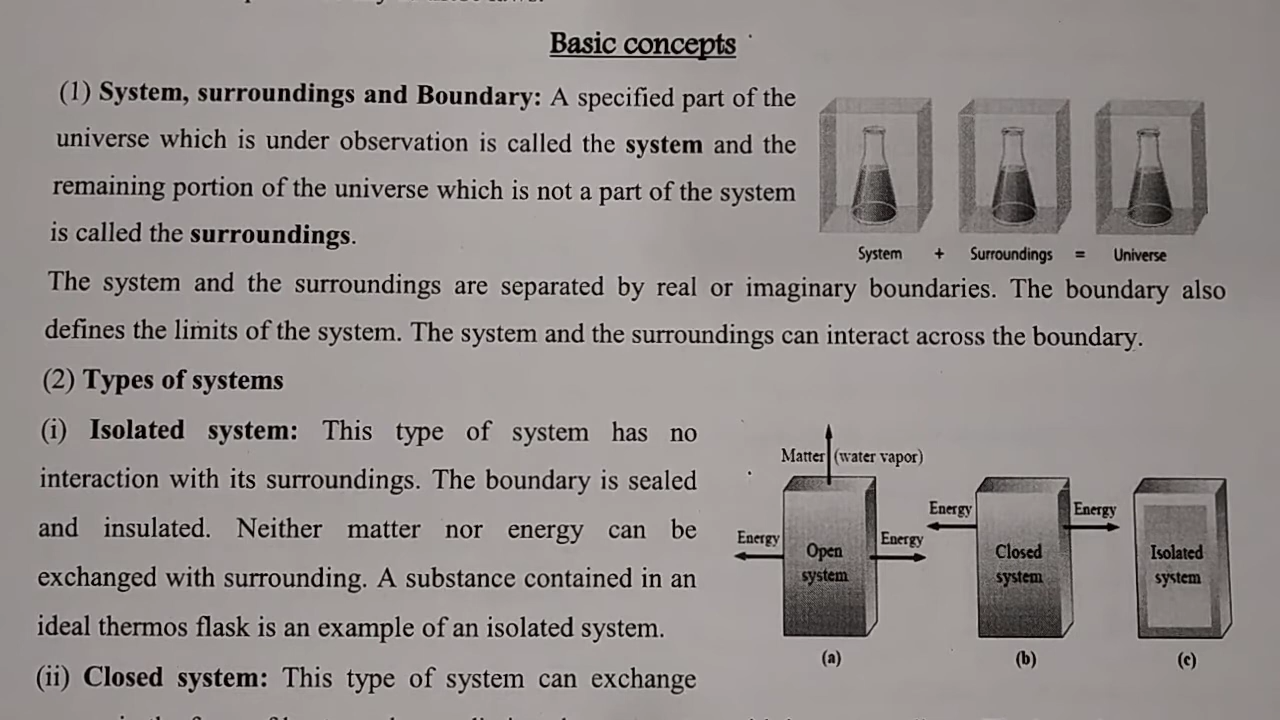 laws.
Basic concepts
(1) System, surroundings and Boundary: A specified part of the
universe which is under observation is called the system and the
remaining portion of the universe which is not a part of the system
is called the surroundings.
System + Surroundings = Universe
The system and the surroundings are separated by real or imaginary boundaries. The boundary also
defines the limits of the system. The system and the surroundings can interact across the boundary.
(2) Types of systems
(i) Isolated system: This type of system has no
interaction with its surroundings. The boundary is sealed
and insulated. Neither matter nor energy can be
exchanged with surrounding. A substance contained in an
ideal thermos flask is an example of an isolated system.
(ii) Closed system: This type of system can exchange
Matter (water vapor)
Energy
Energy
Open
system
(a)
Energy
Energy
Closed
system
(b)
Isolated
system
(c)